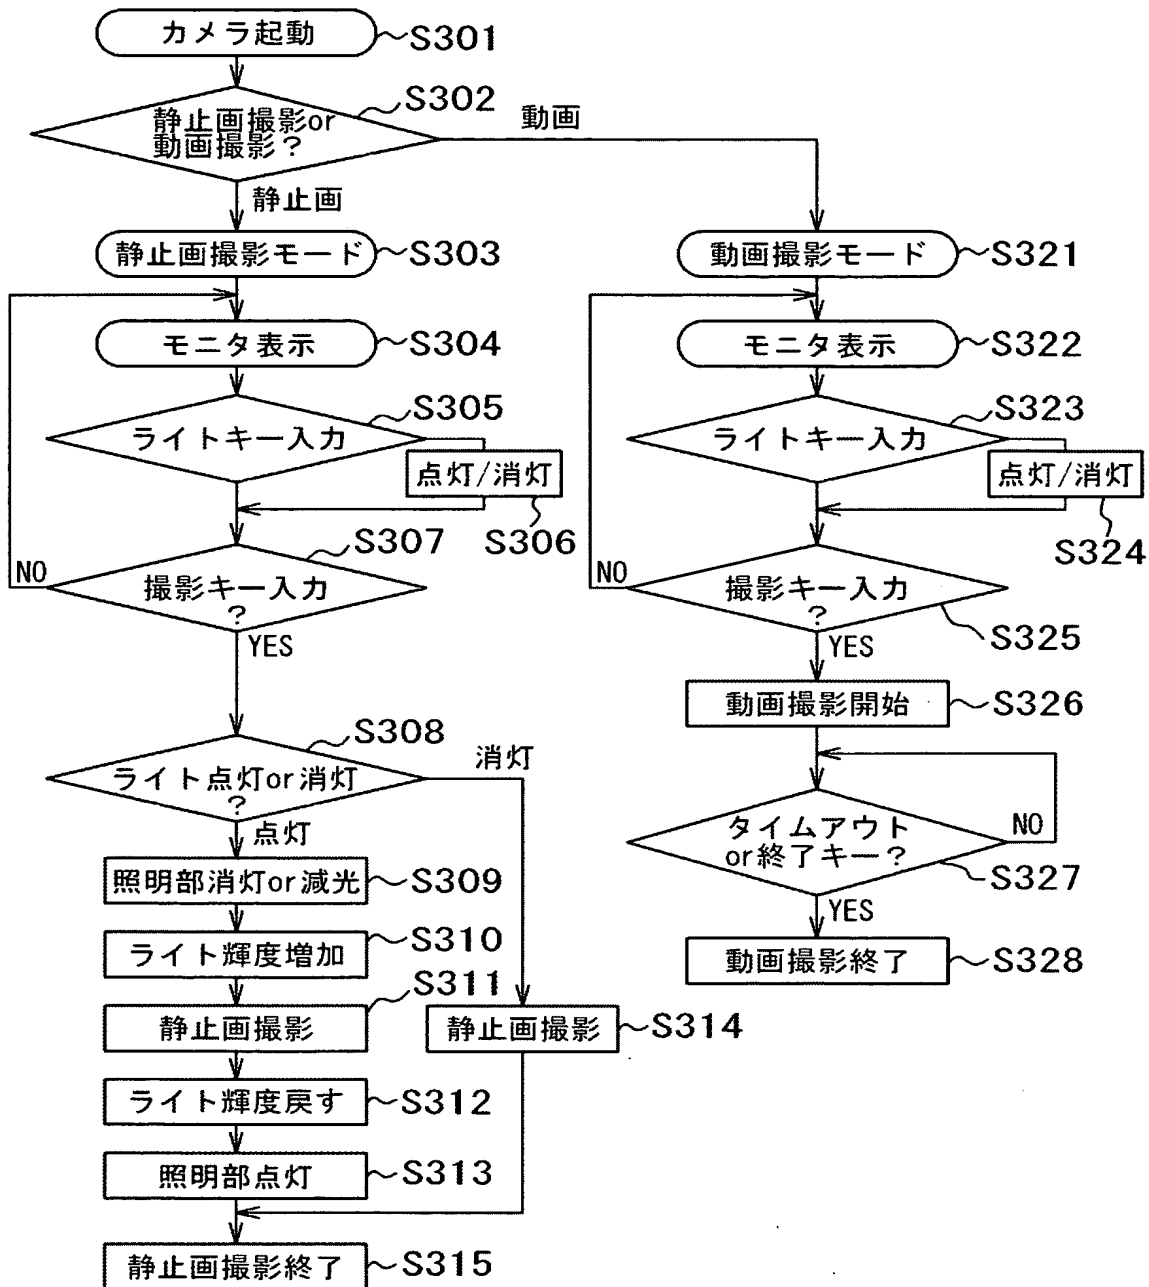 カメラ起動
S301
S302
静止画撮影or
動画撮影?
動画
静止画
静止画撮影モード
S303
モニタ表示
S304
S305
ライトキー入力
点灯/消灯
S306
S307
NO
撮影キー入力
?
YES
S308
消灯
ライト点灯or消灯
?
点灯
照明部消灯or減光
S309
ライト輝度増加
S310
S311
静止画撮影
静止画撮影
S314
ライト輝度戻す
S312
照明部点灯
S313
静止画撮影終了
S315
動画撮影モード
S321
モニタ表示
S322
S323
ライトキー入力
点灯/消灯
S324
NO
撮影キー入力
?
S325
YES
動画撮影開始
S326
タイムアウト
or終了キー?
NO
S327
YES
動画撮影終了
S328